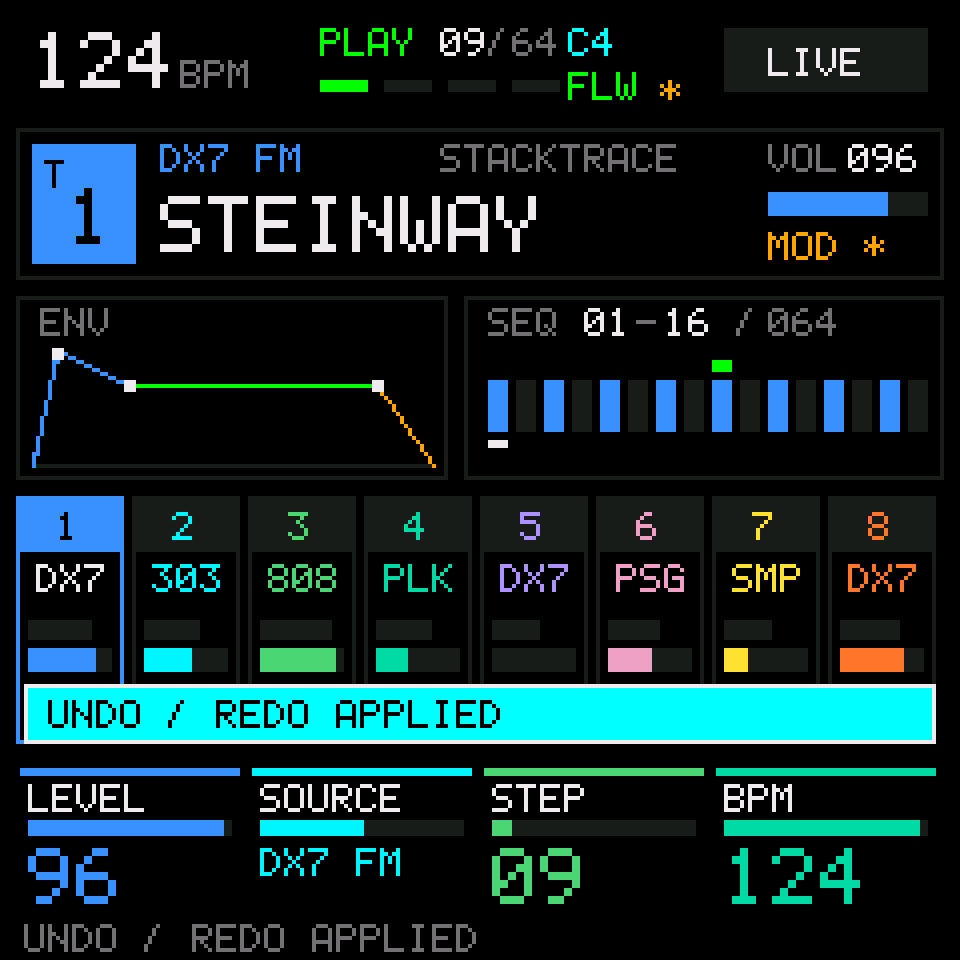 124 BPM PLAY 09/64 C4 LIVE
FLW *
T 1 DX7 FM STACKTRACE VOL 096
STEINWAY MOD *
ENV SEQ 01-16 / 064
1 2 3 4 5 6 7 8
DX7 303 808 PLK DX7 PSG SMP DX7
UNDO / REDO APPLIED
LEVEL SOURCE STEP BPM
96 DX7 FM 09 124
UNDO / REDO APPLIED